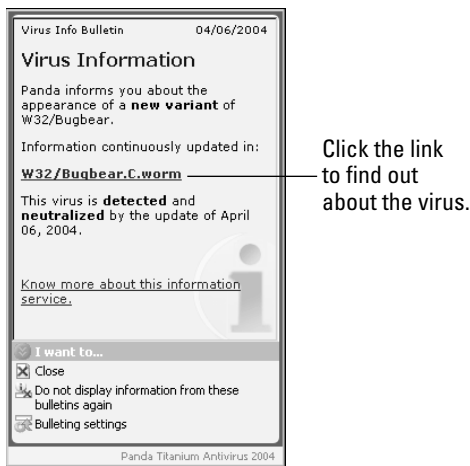 Virus Info Bulletin 04/06/2004
Virus Information
Panda informs you about the
appearance of a new variant of
W32/Bugbear.
Information continuously updated in:
W32/Bugbear.C.worm
This virus is detected and
neutralized by the update of April
06, 2004.
Know more about this information
service.
I want to...
Close
Do not display information from these
bulletins again
Bulleting settings
Panda Titanium Antivirus 2004
Click the link
to find out
about the virus.